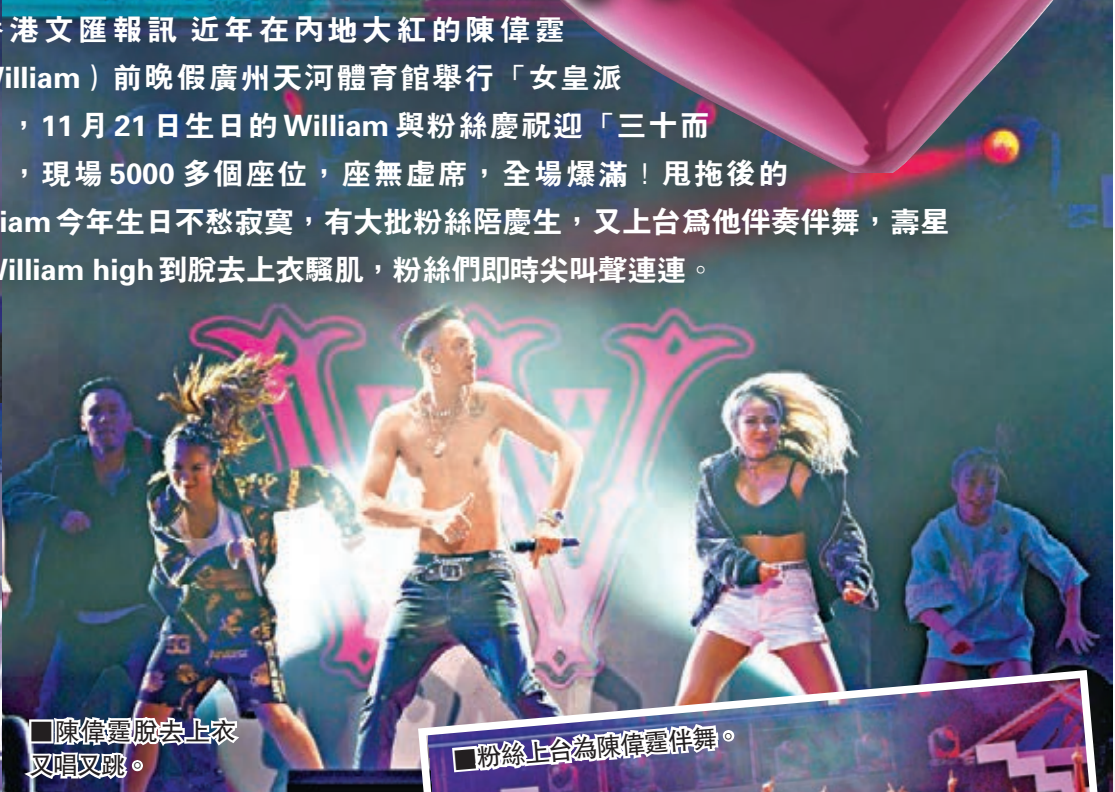 港文匯報訊 近年在內地大紅的陳偉霆
Villiam）前晚假廣州天河體育館舉行「女皇派
，11月21日生日的William與粉絲慶祝迎「三十而
，現場5000多個座位，座無虛席，全場爆滿！甩拖後的
iam今年生日不愁寂寞，有大批粉絲陪慶生，又上台爲他伴奏伴舞，壽星
William high到脫去上衣騷肌，粉絲們即時尖叫聲連連。
■陳偉霆脫去上衣
又唱又跳。
■粉絲上台為陳偉霆伴舞。